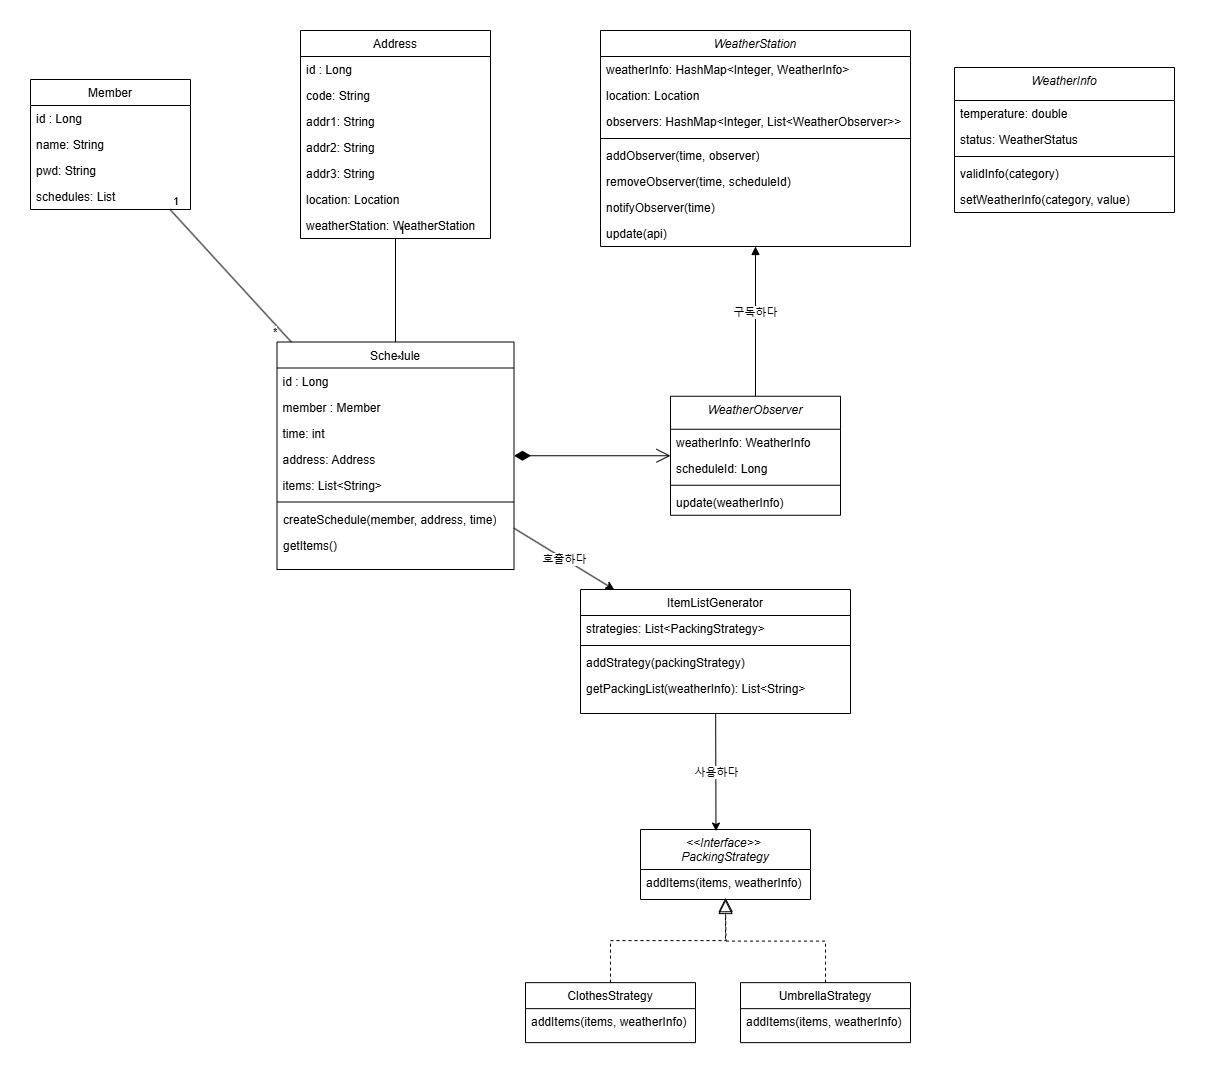 Member
id : Long
name: String
pwd: String
schedules: List
1
*
Address
id : Long
code: String
addr1: String
addr2: String
addr3: String
location: Location
weatherStation: WeatherStation
1
WeatherStation
weatherInfo: HashMap<Integer, WeatherInfo>
location: Location
observers: HashMap<Integer, List<WeatherObserver>>
addObserver(time, observer)
removeObserver(time, scheduleId)
notifyObserver(time)
update(api)
WeatherInfo
temperature: double
status: WeatherStatus
validInfo(category)
setWeatherInfo(category, value)
구독하다
Schedule
*
id : Long
member : Member
time: int
address: Address
items: List<String>
createSchedule(member, address, time)
getItems()
WeatherObserver
weatherInfo: WeatherInfo
scheduleId: Long
update(weatherInfo)
호출하다
ItemListGenerator
strategies: List<PackingStrategy>
addStrategy(packingStrategy)
getPackingList(weatherInfo): List<String>
사용하다
<<Interface>>
PackingStrategy
addItems(items, weatherInfo)
ClothesStrategy
addItems(items, weatherInfo)
UmbrellaStrategy
addItems(items, weatherInfo)